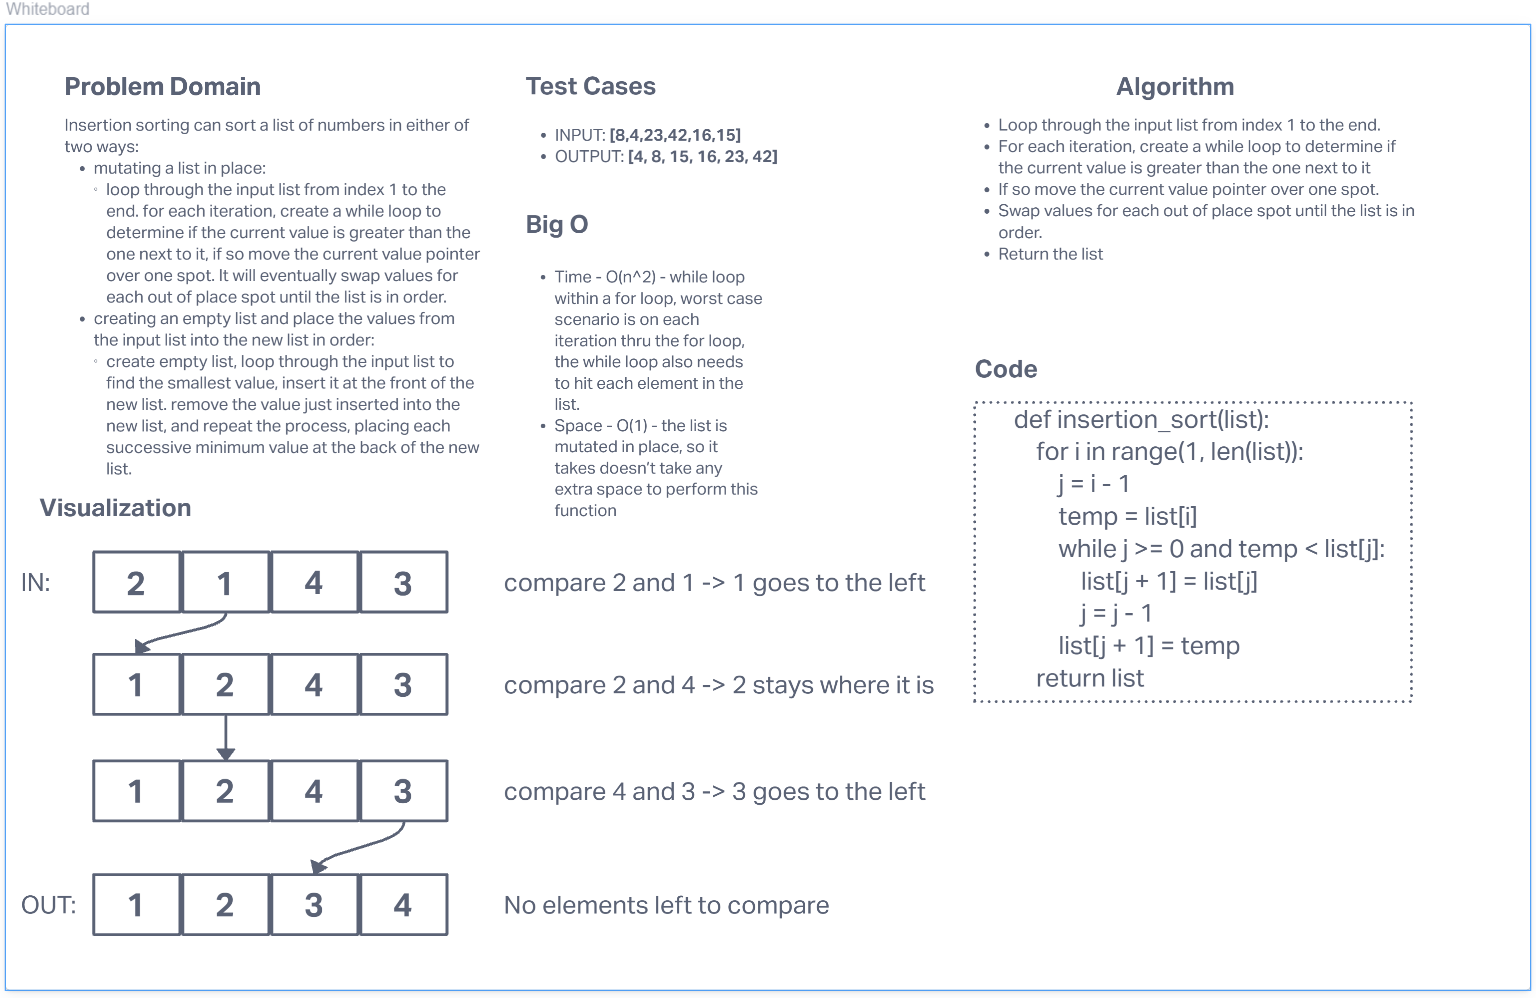 Whiteboard
Problem Domain
Insertion sorting can sort a list of numbers in either of
two ways:
• mutating a list in place:
◦ loop through the input list from index 1 to the
end. for each iteration, create a while loop to
determine if the current value is greater than the
one next to it, if so move the current value pointer
over one spot. It will eventually swap values for
each out of place spot until the list is in order.
• creating an empty list and place the values from
the input list into the new list in order:
◦ create empty list, loop through the input list to
find the smallest value, insert it at the front of the
new list. remove the value just inserted into the
new list, and repeat the process, placing each
successive minimum value at the back of the new
list.
Test Cases
• INPUT: [8,4,23,42,16,15]
• OUTPUT: [4, 8, 15, 16, 23, 42]
Big O
• Time - O(n^2) - while loop
within a for loop, worst case
scenario is on each
iteration thru the for loop,
the while loop also needs
to hit each element in the
list.
• Space - O(1) - the list is
mutated in place, so it
takes doesn't take any
extra space to perform this
function
Algorithm
• Loop through the input list from index 1 to the end.
• For each iteration, create a while loop to determine if
the current value is greater than the one next to it
• If so move the current value pointer over one spot.
• Swap values for each out of place spot until the list is in
order.
• Return the list
Code
def insertion_sort(list):
for i in range(1, len(list)):
j = i - 1
temp = list[i]
while j >= 0 and temp < list[j]:
list[j + 1] = list[j]
j = j - 1
list[j + 1] = temp
return list
Visualization
IN: 2 1 4 3 compare 2 and 1 -> 1 goes to the left
1 2 4 3 compare 2 and 4 -> 2 stays where it is
1 2 4 3 compare 4 and 3 -> 3 goes to the left
OUT: 1 2 3 4 No elements left to compare